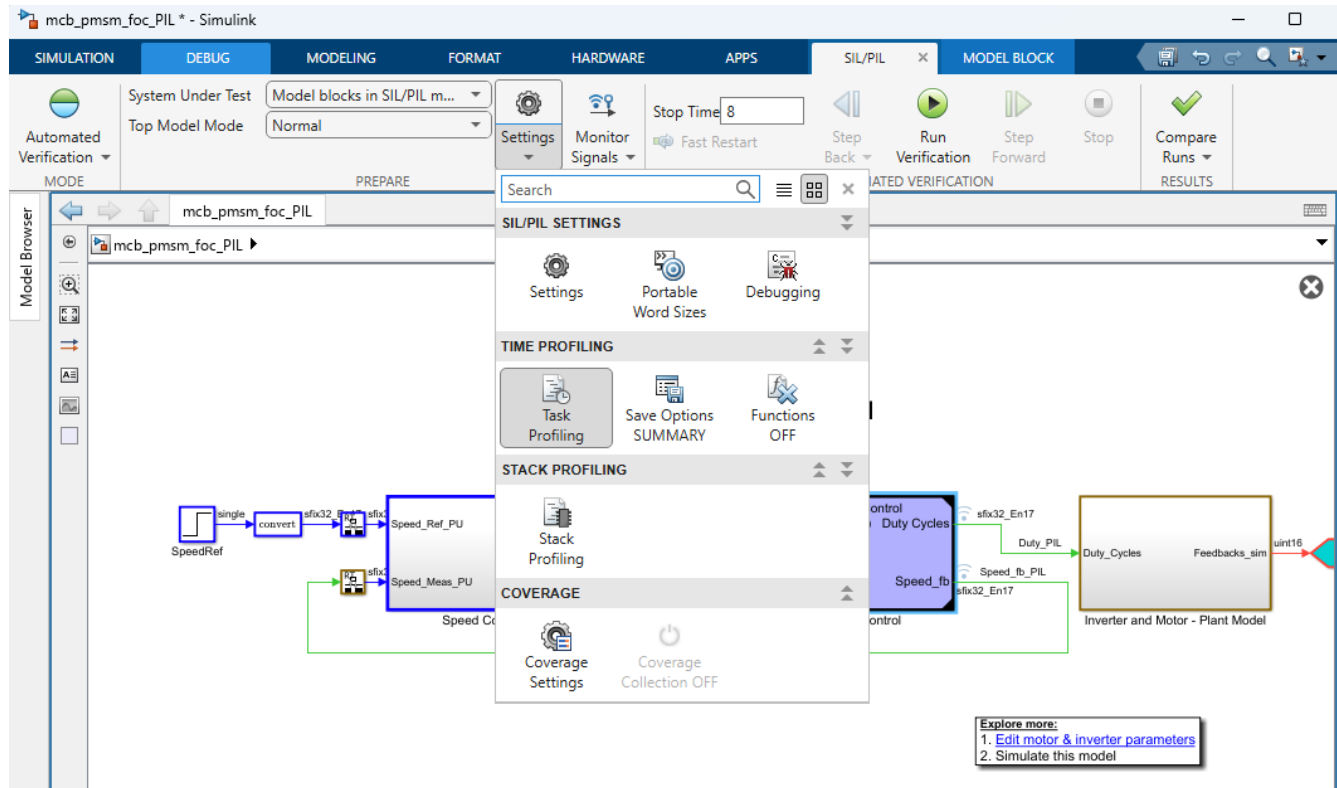 mcb_pmsm_foc_PIL * - Simulink
SIMULATION DEBUG MODELING FORMAT HARDWARE APPS SIL/PIL MODEL BLOCK
Automated
Verification
MODE
System Under Test Model blocks in SIL/PIL m...
Top Model Mode Normal
PREPARE
Settings
Monitor
Signals
Stop Time 8
Fast Restart
Step
Back
Run
Verification
Step
Forward
Stop
ATED VERIFICATION
Compare
Runs
RESULTS
Model Browser
mcb_pmsm_foc_PIL
mcb_pmsm_foc_PIL
Search
SIL/PIL SETTINGS
Settings
Portable
Word Sizes
Debugging
TIME PROFILING
Task
Profiling
Save Options
SUMMARY
Functions
OFF
STACK PROFILING
Stack
Profiling
COVERAGE
Coverage
Settings
Coverage
Collection OFF
single
SpeedRef
convert
RT
RT
sfix
Speed_Ref_PU
Speed_Meas_PU
Speed Co
ontrol
Duty Cycles
Speed_fb
ontrol
sfix32_En17
Duty_PIL
Speed_fb_PIL
sfix32_En17
Duty_Cycles
Feedbacks_sim
uint16
Inverter and Motor - Plant Model
Explore more:
1. Edit motor & inverter parameters
2. Simulate this model